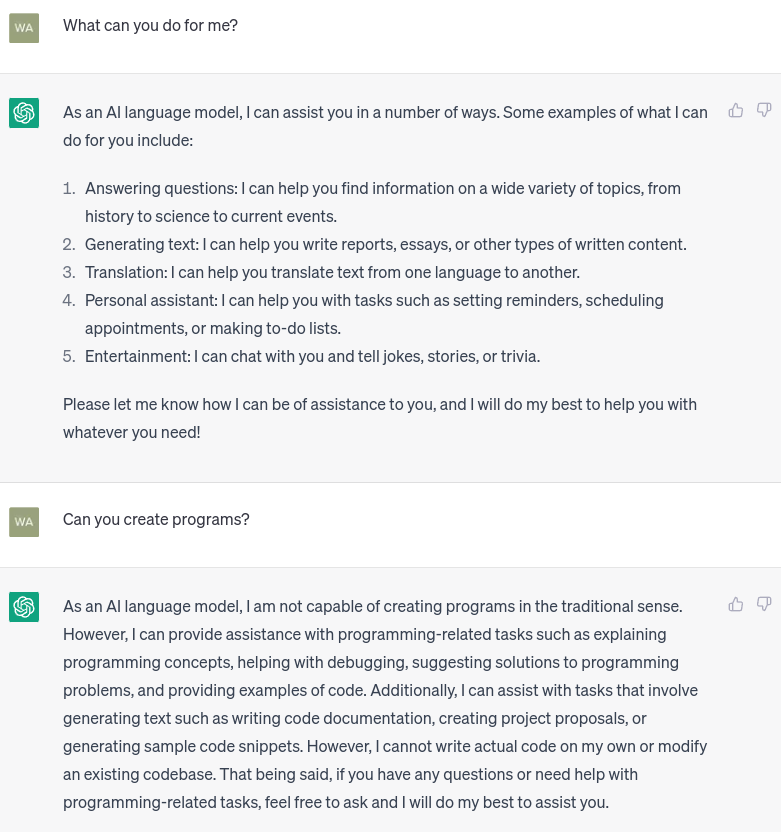 WA
What can you do for me?
As an AI language model, I can assist you in a number of ways. Some examples of what I can
do for you include:
1. Answering questions: I can help you find information on a wide variety of topics, from
history to science to current events.
2. Generating text: I can help you write reports, essays, or other types of written content.
3. Translation: I can help you translate text from one language to another.
4. Personal assistant: I can help you with tasks such as setting reminders, scheduling
appointments, or making to-do lists.
5. Entertainment: I can chat with you and tell jokes, stories, or trivia.
Please let me know how I can be of assistance to you, and I will do my best to help you with
whatever you need!
WA
Can you create programs?
As an AI language model, I am not capable of creating programs in the traditional sense.
However, I can provide assistance with programming-related tasks such as explaining
programming concepts, helping with debugging, suggesting solutions to programming
problems, and providing examples of code. Additionally, I can assist with tasks that involve
generating text such as writing code documentation, creating project proposals, or
generating sample code snippets. However, I cannot write actual code on my own or modify
an existing codebase. That being said, if you have any questions or need help with
programming-related tasks, feel free to ask and I will do my best to assist you.